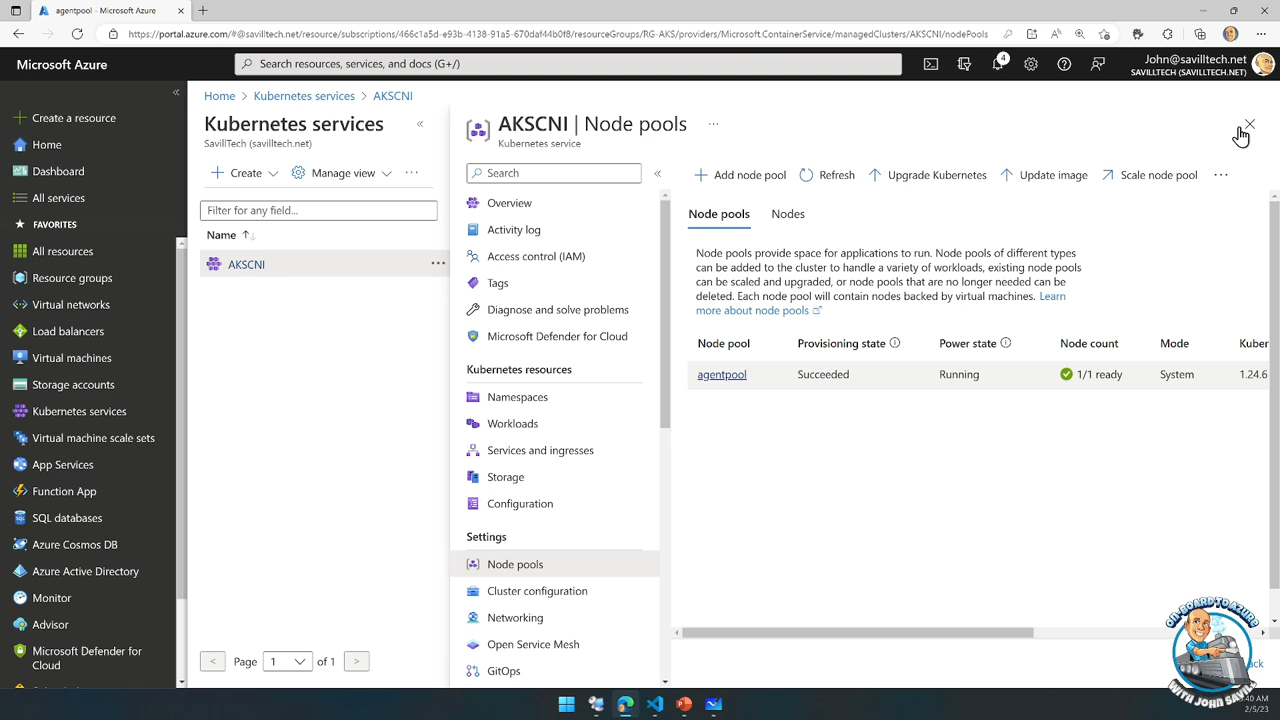 agentpool - Microsoft Azure
https://portal.azure.com/#@savilltech.net/resource/subscriptions/466c1a5d-e93b-4138-91a5-670daf44b0f8/resourceGroups/RG-AKS/providers/Microsoft.ContainerService/managedClusters/AKSCNI/nodePools
Microsoft Azure
Search resources, services, and docs (G+/)
4
John@savilltech.net
SAVILLTECH (SAVILLTECH.NET)
Create a resource
Home
Dashboard
All services
FAVORITES
All resources
Resource groups
Virtual networks
Load balancers
Virtual machines
Storage accounts
Kubernetes services
Virtual machine scale sets
App Services
Function App
SQL databases
Azure Cosmos DB
Azure Active Directory
Monitor
Advisor
Microsoft Defender for
Cloud
Home > Kubernetes services > AKSCNI
Kubernetes services
SavillTech (savilltech.net)
Create
Manage view
Filter for any field...
Name
AKSCNI
< Page 1 of 1 >
AKSCNI | Node pools
Kubernetes service
Search
Overview
Activity log
Access control (IAM)
Tags
Diagnose and solve problems
Microsoft Defender for Cloud
Kubernetes resources
Namespaces
Workloads
Services and ingresses
Storage
Configuration
Settings
Node pools
Cluster configuration
Networking
Open Service Mesh
GitOps
Add node pool Refresh Upgrade Kubernetes Update image Scale node pool
Node pools Nodes
Node pools provide space for applications to run. Node pools of different types
can be added to the cluster to handle a variety of workloads, existing node pools
can be scaled and upgraded, or node pools that are no longer needed can be
deleted. Each node pool will contain nodes backed by virtual machines. Learn
more about node pools
Node pool Provisioning state Power state Node count Mode Kuber
agentpool Succeeded Running 1/1 ready System 1.24.6
ON-BOARD TO AZURE
WITH JOHN SAVILL
2/5/23